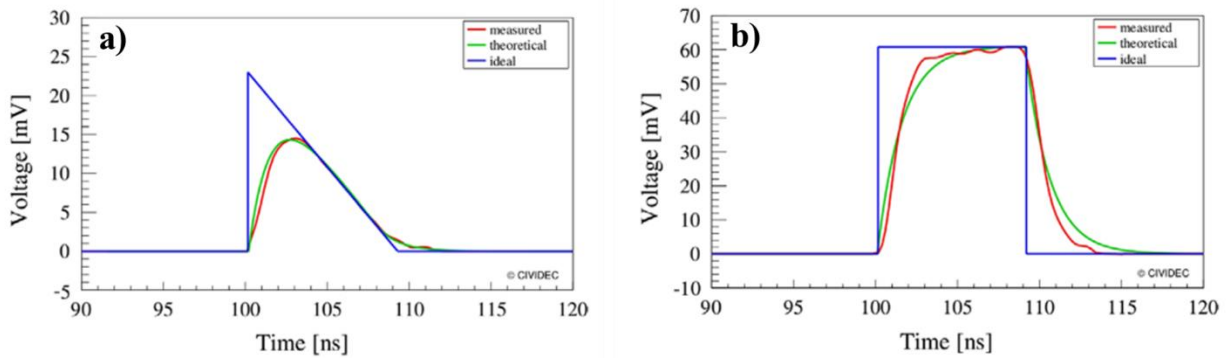 a)
measured
theoretical
ideal
30
25
20
15
10
5
0
-5
Voltage [mV]
© CIVIDEC
90 95 100 105 110 115 120
Time [ns]
b)
measured
theoretical
ideal
70
60
50
40
30
20
10
0
-10
Voltage [mV]
© CIVIDEC
90 95 100 105 110 115 120
Time [ns]